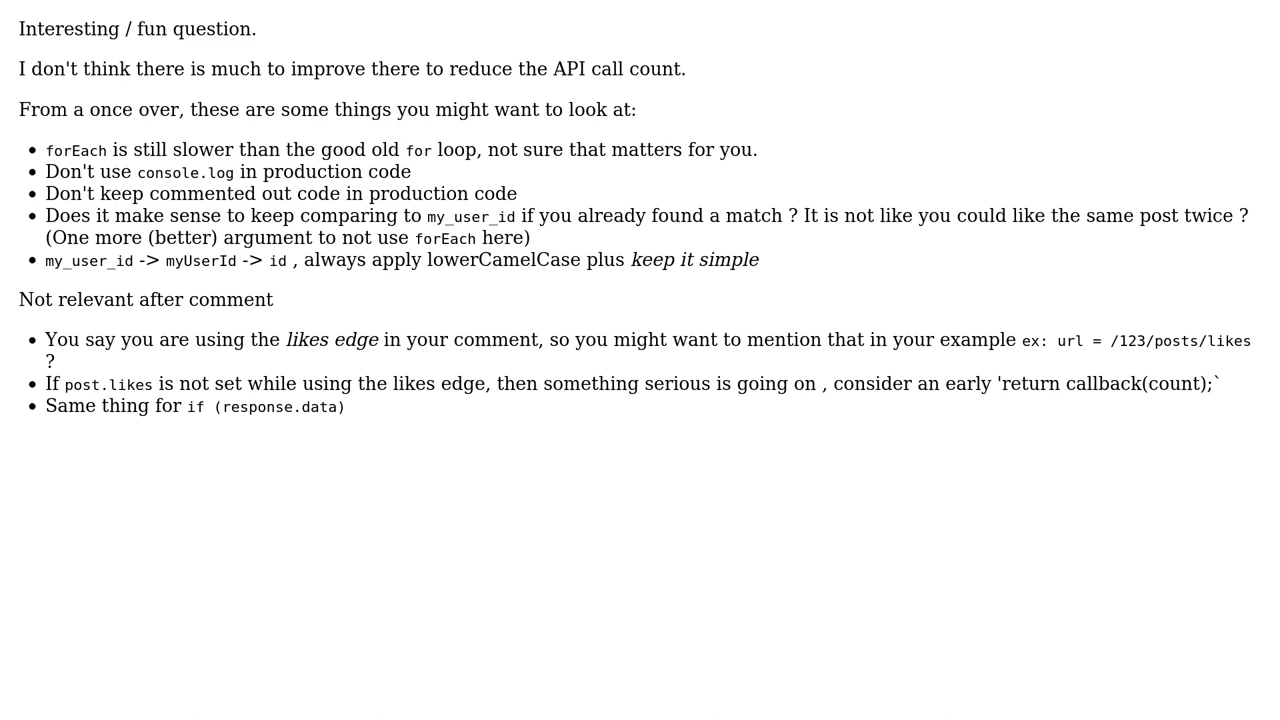 Interesting / fun question.
I don't think there is much to improve there to reduce the API call count.
From a once over, these are some things you might want to look at:
• forEach is still slower than the good old for loop, not sure that matters for you.
• Don't use console.log in production code
• Don't keep commented out code in production code
• Does it make sense to keep comparing to my_user_id if you already found a match ? It is not like you could like the same post twice ?
(One more (better) argument to not use forEach here)
• my_user_id -> myUserId -> id , always apply lowerCamelCase plus keep it simple
Not relevant after comment
• You say you are using the likes edge in your comment, so you might want to mention that in your example ex: url = /123/posts/likes
?
• If post.likes is not set while using the likes edge, then something serious is going on , consider an early 'return callback(count);`
• Same thing for if (response.data)